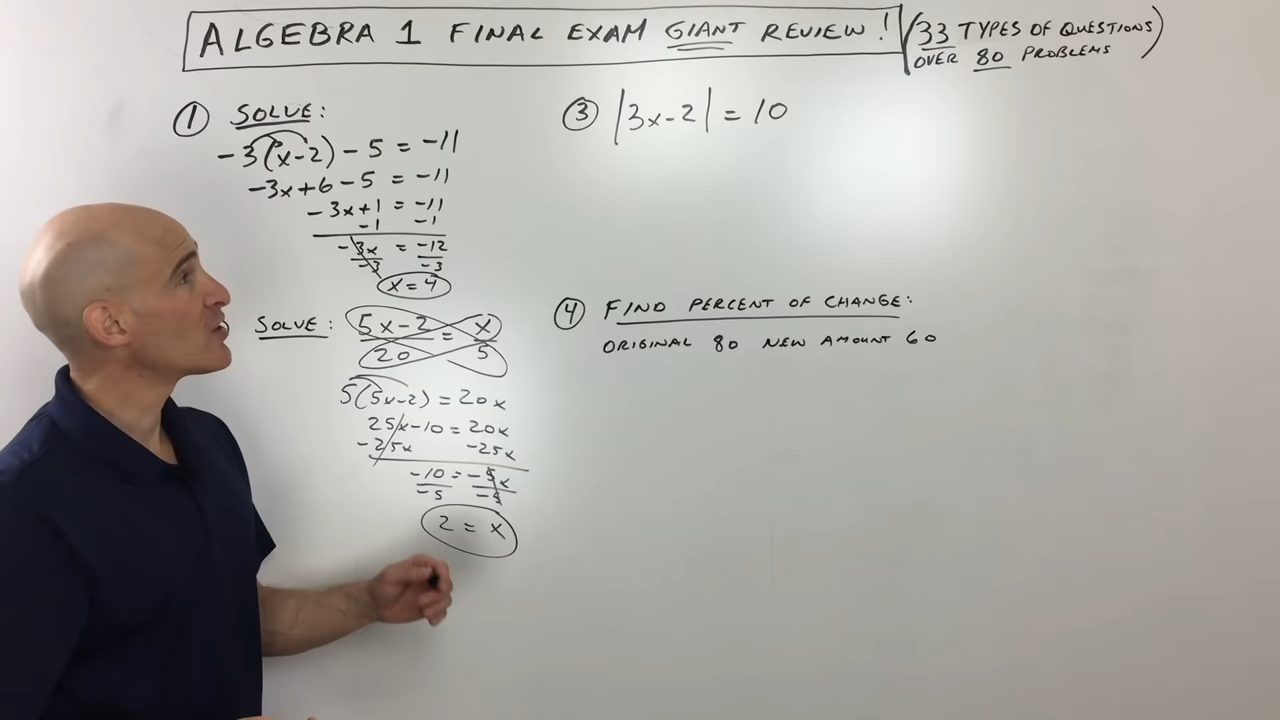 ALGEBRA 1 FINAL EXAM GIANT REVIEW! (33 TYPES OF QUESTIONS
OVER 80 PROBLEMS)
① SOLVE:
-3(x-2)-5=-11
-3x+6-5=-11
-3x+1=-11
-1 -1
-3x/-3 = -12/-3
x=4
SOLVE: (5x-2)/20 = x/5
5(5x-2)=20x
25x-10=20x
-25x -25x
-10/-5 = -5x/-5
2=x
③ |3x-2|=10
④ FIND PERCENT OF CHANGE:
ORIGINAL 80 NEW AMOUNT 60